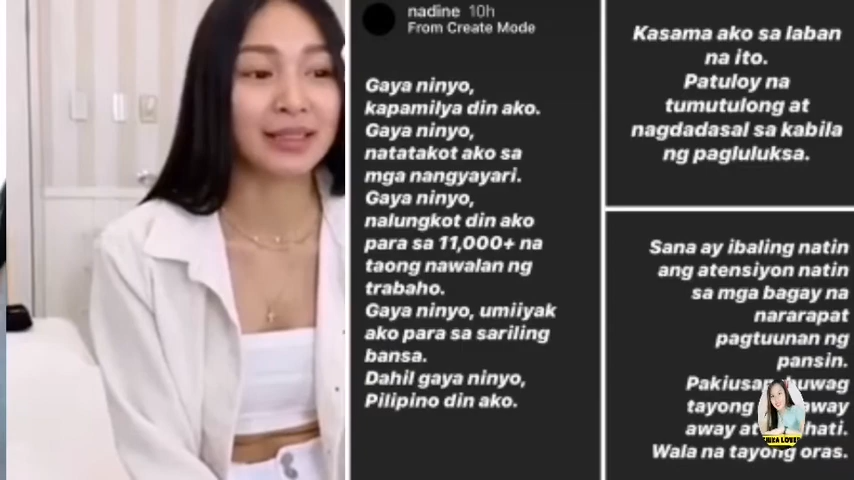 nadine 10h
From Create Mode
Gaya ninyo,
kapamilya din ako.
Gaya ninyo,
natatakot ako sa
mga nangyayari.
Gaya ninyo,
nalungkot din ako
para sa 11,000+ na
taong nawalan ng
trabaho.
Gaya ninyo, umiiyak
ako para sa sariling
bansa.
Dahil gaya ninyo,
Pilipino din ako.
Kasama ako sa laban
na ito.
Patuloy na
tumutulong at
nagdadasal sa kabila
ng pagluluksa.
Sana ay ibaling natin
ang atensiyon natin
sa mga bagay na
nararapat
pagtuunan ng
pansin.
tayong
away at
Wala na tayong oras.